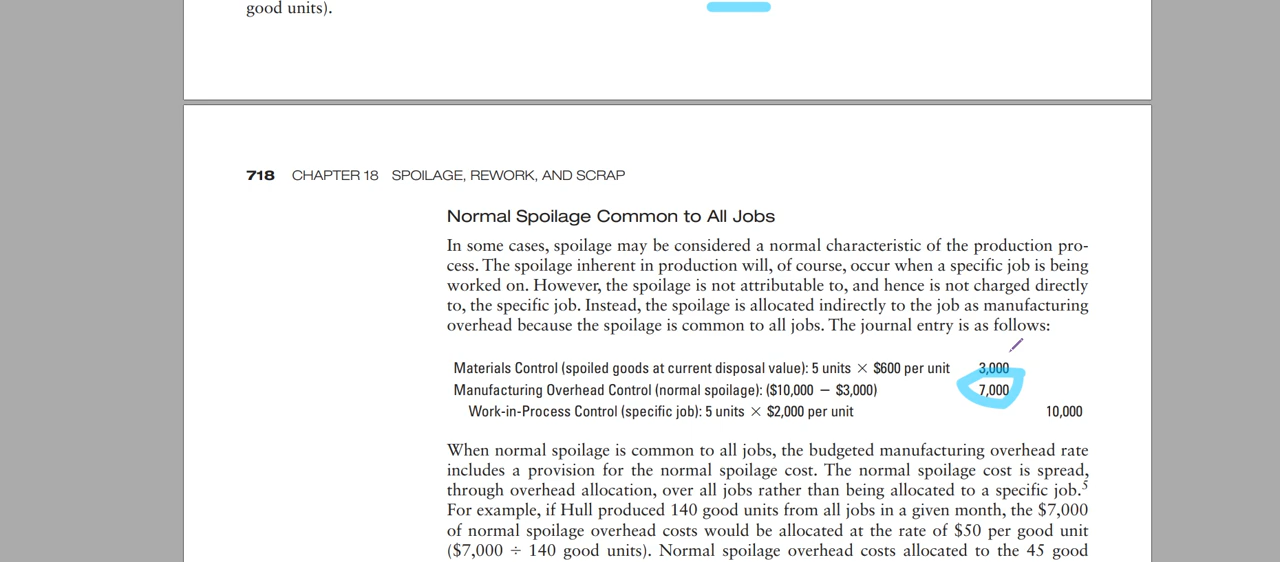 good units).
718 CHAPTER 18 SPOILAGE, REWORK, AND SCRAP
Normal Spoilage Common to All Jobs
In some cases, spoilage may be considered a normal characteristic of the production pro-
cess. The spoilage inherent in production will, of course, occur when a specific job is being
worked on. However, the spoilage is not attributable to, and hence is not charged directly
to, the specific job. Instead, the spoilage is allocated indirectly to the job as manufacturing
overhead because the spoilage is common to all jobs. The journal entry is as follows:
Materials Control (spoiled goods at current disposal value): 5 units × $600 per unit 3,000
Manufacturing Overhead Control (normal spoilage): ($10,000 − $3,000) 7,000
Work-in-Process Control (specific job): 5 units × $2,000 per unit 10,000
When normal spoilage is common to all jobs, the budgeted manufacturing overhead rate
includes a provision for the normal spoilage cost. The normal spoilage cost is spread,
through overhead allocation, over all jobs rather than being allocated to a specific job.5
For example, if Hull produced 140 good units from all jobs in a given month, the $7,000
of normal spoilage overhead costs would be allocated at the rate of $50 per good unit
($7,000 ÷ 140 good units). Normal spoilage overhead costs allocated to the 45 good